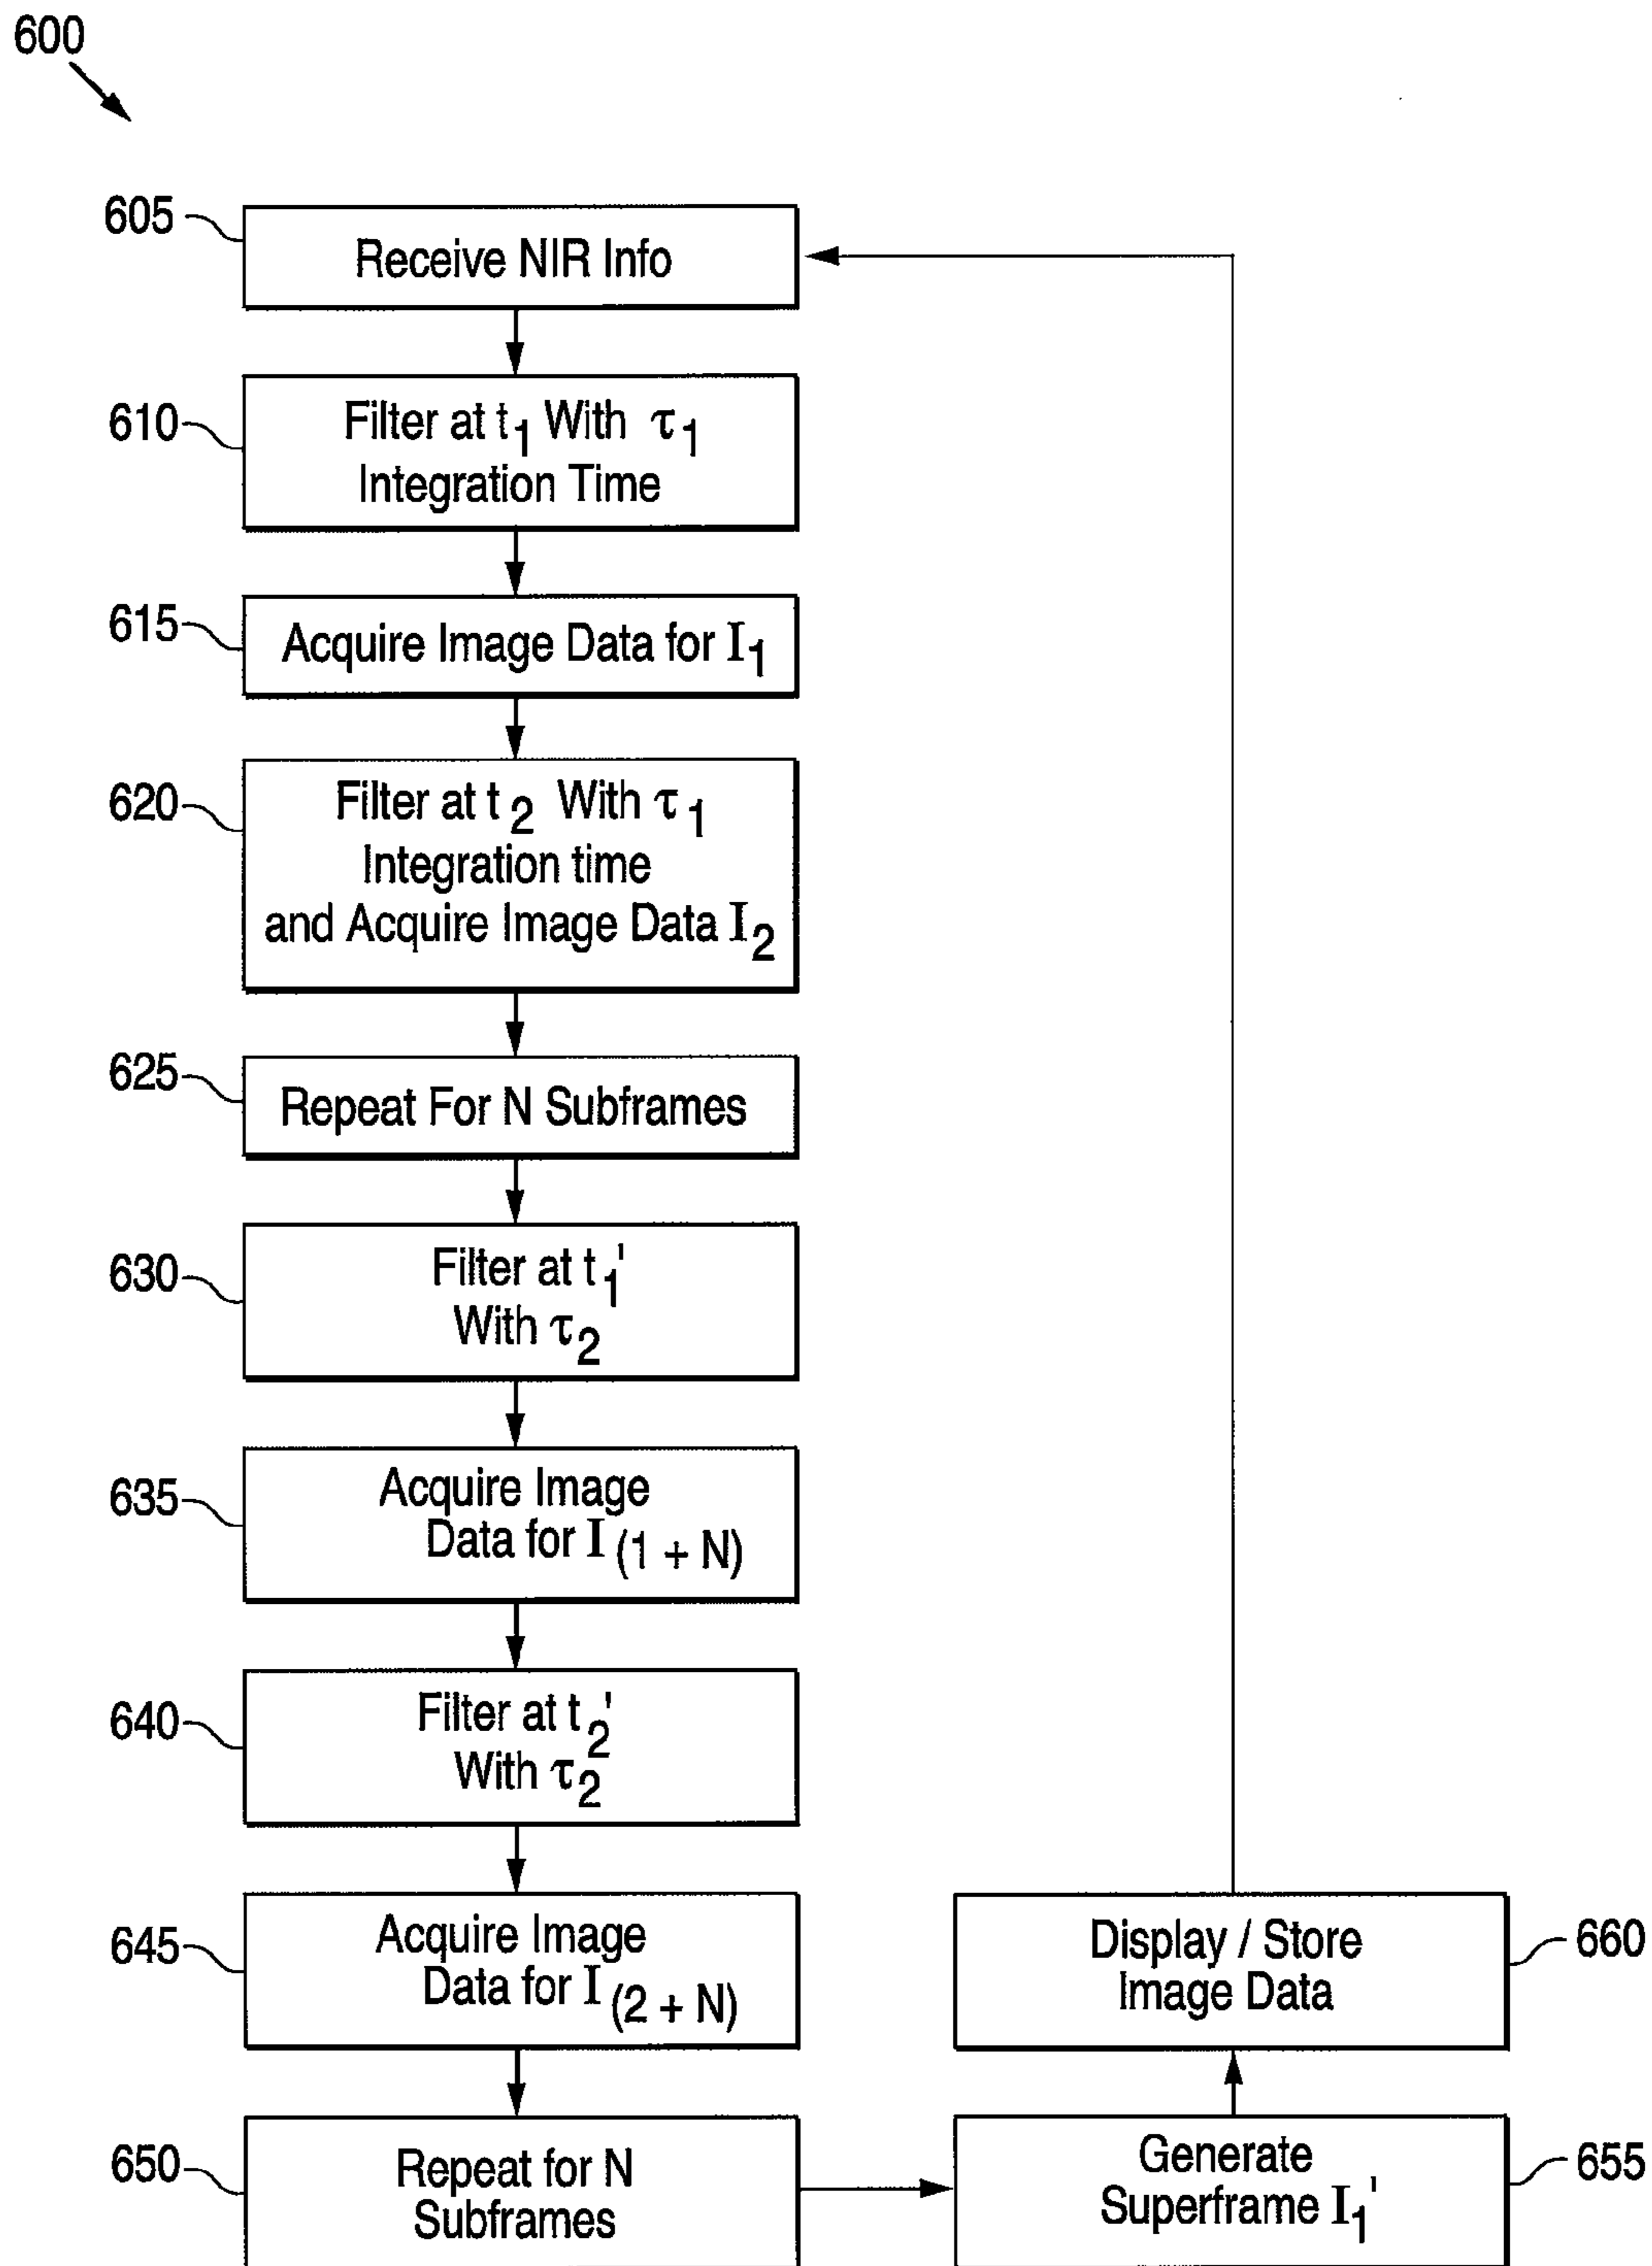 600
605
Receive NIR Info
610
Filter at t₁ With τ₁
Integration Time
615
Acquire Image Data for I₁
620
Filter at t₂ With τ₁
Integration time
and Acquire Image Data I₂
625
Repeat For N Subframes
630
Filter at t₁'
With τ₂
635
Acquire Image
Data for I₍₁ ₊ N₎
640
Filter at t₂'
With τ₂
645
Acquire Image
Data for I₍₂ ₊ N₎
660
Display / Store
Image Data
650
Repeat for N
Subframes
655
Generate
Superframe I₁'